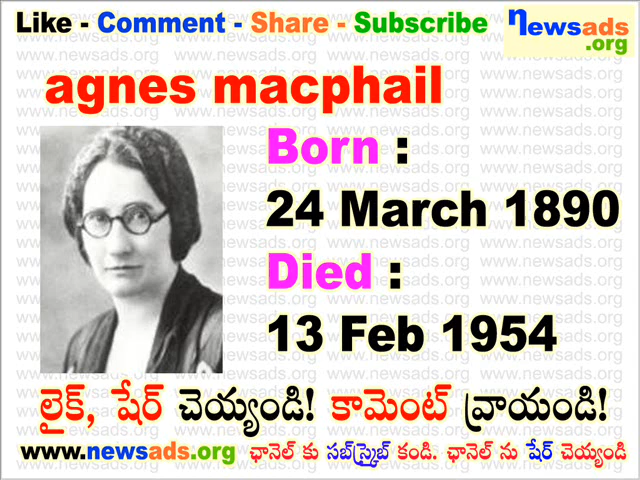 Like - Comment - Share - Subscribe
newsads
.org
agnes macphail
Born :
24 March 1890
Died :
13 Feb 1954
లైక్, షేర్ చెయ్యండి! కామెంట్ వ్రాయండి!
www.newsads.org ఛానెల్ కు సబ్‌స్క్రైబ్ కండి. ఛానెల్ ను షేర్ చెయ్యండి